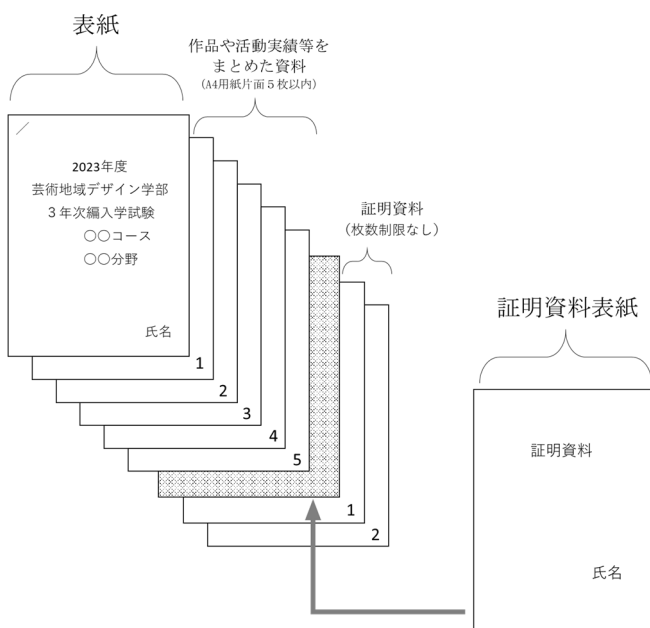 表紙
作品や活動実績等を
まとめた資料
（A4用紙片面５枚以内）
2023年度
芸術地域デザイン学部
３年次編入学試験
○○コース
○○分野
氏名
1
2
3
4
5
証明資料
（枚数制限なし）
1
2
証明資料表紙
証明資料
氏名